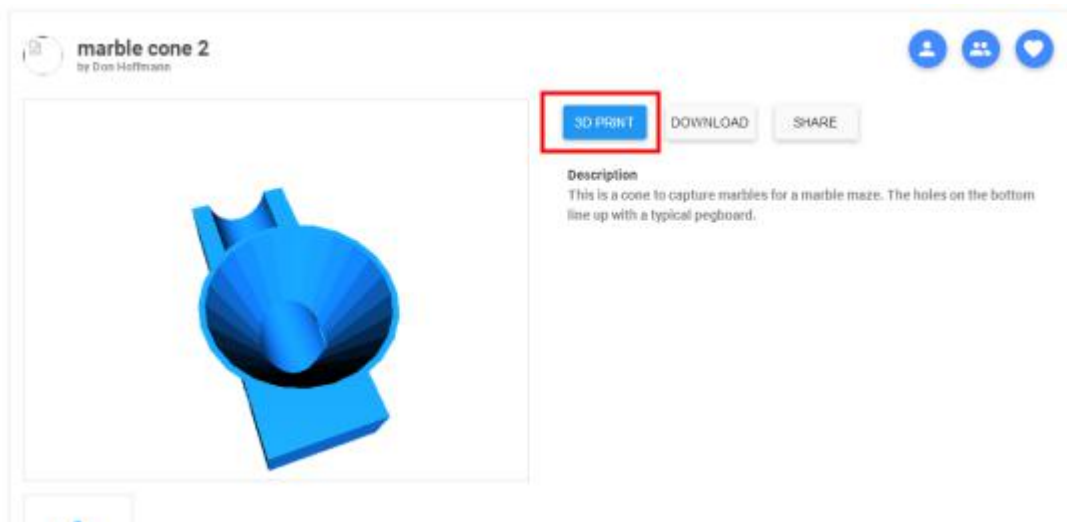 marble cone 2
by Don Hoffmann
3D PRINT
DOWNLOAD
SHARE
Description
This is a cone to capture marbles for a marble maze. The holes on the bottom
line up with a typical pegboard.